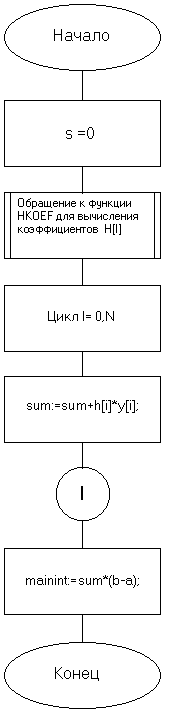 Начало
s =0
Обращение к функции
HKOEF для вычисления
коэффициентов H[I]
Цикл I= 0,N
sum:=sum+h[i]*y[i];
I
mainint:=sum*(b-a);
Конец